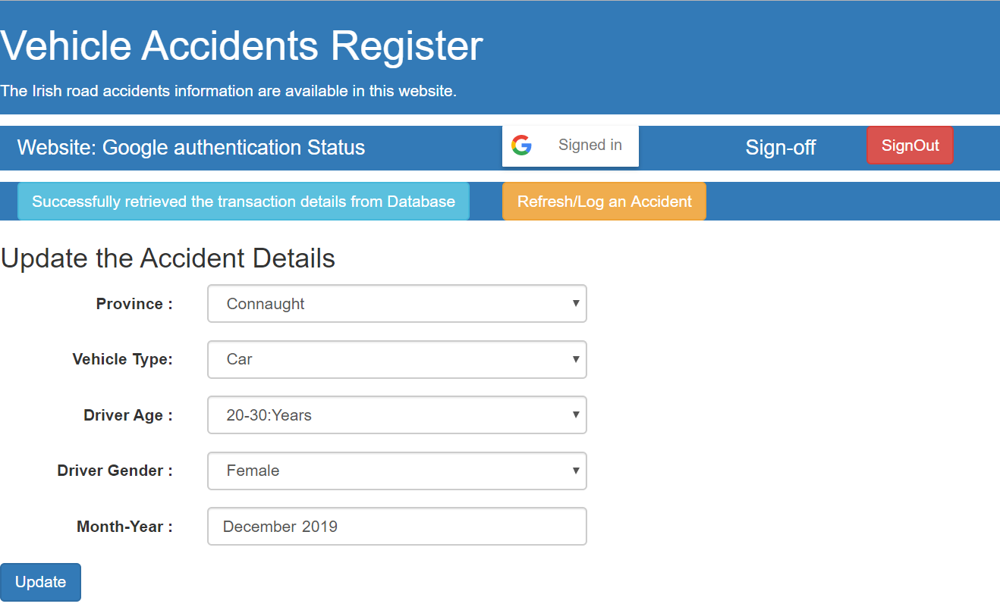 Vehicle Accidents Register
The Irish road accidents information are available in this website.
Website: Google authentication Status
Signed in
Sign-off
SignOut
Successfully retrieved the transaction details from Database
Refresh/Log an Accident
Update the Accident Details
Province :
Connaught
Vehicle Type:
Car
Driver Age :
20-30:Years
Driver Gender :
Female
Month-Year :
December 2019
Update